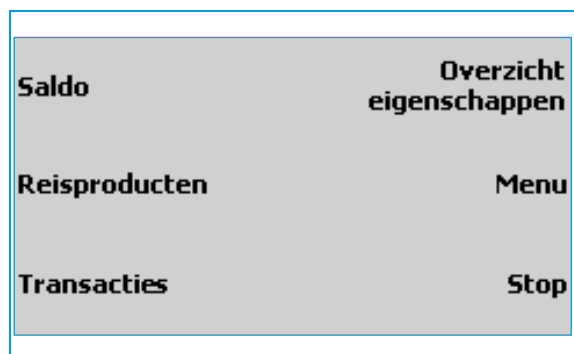 Saldo
Overzicht
eigenschappen
Reisproducten
Menu
Transacties
Stop